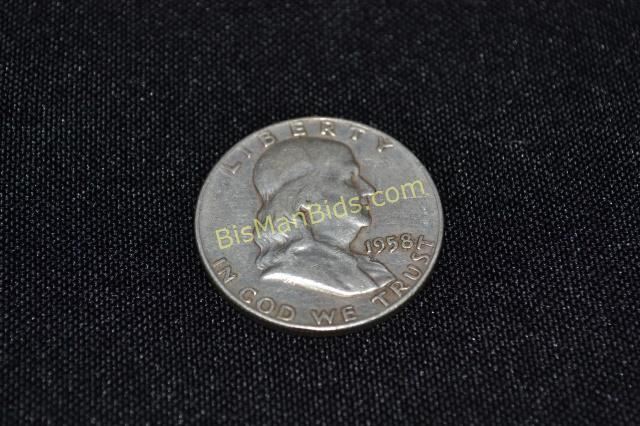 LIBERTY
BisManBids.com
1958
IN GOD WE TRUST